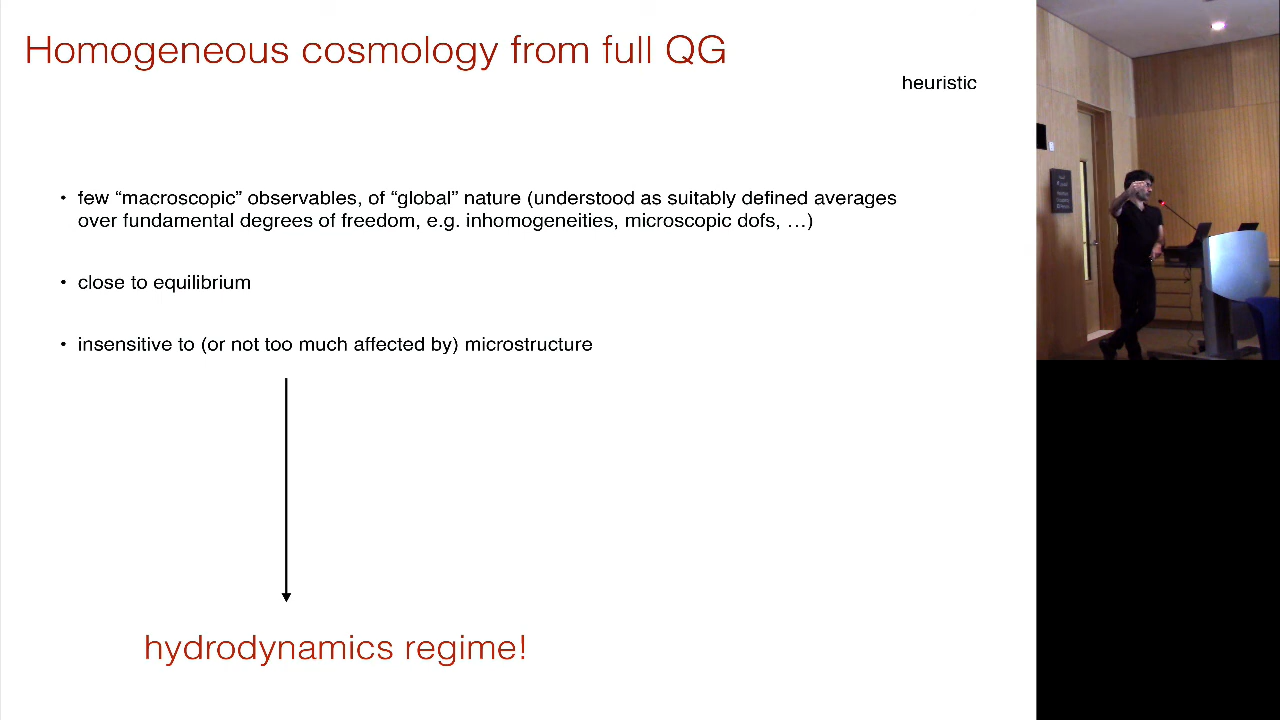 Homogeneous cosmology from full QG
heuristic
• few “macroscopic” observables, of “global” nature (understood as suitably defined averages
over fundamental degrees of freedom, e.g. inhomogeneities, microscopic dofs, …)
• close to equilibrium
• insensitive to (or not too much affected by) microstructure
hydrodynamics regime!